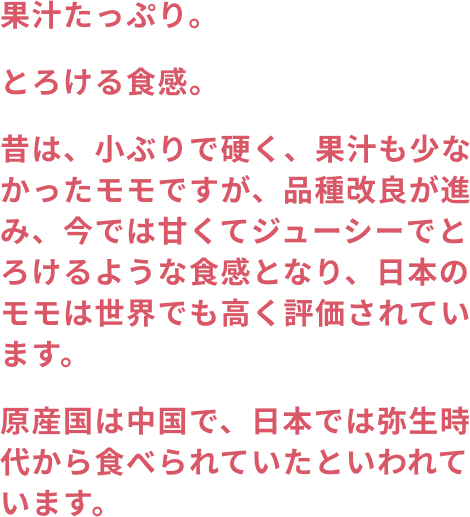 果汁たっぷり。
とろける食感。
昔は、小ぶりで硬く、果汁も少な
かったモモですが、品種改良が進
み、今では甘くてジューシーでと
ろけるような食感となり、日本の
モモは世界でも高く評価されてい
ます。
原産国は中国で、日本では弥生時
代から食べられていたといわれて
います。